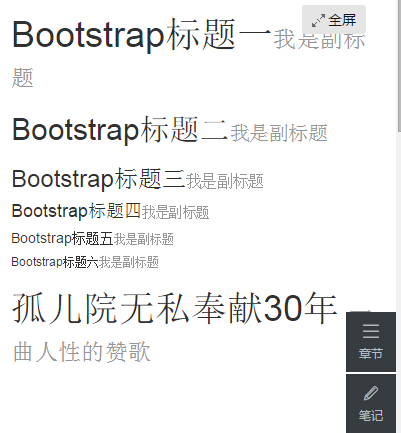 全屏
Bootstrap标题一我是副标
题
Bootstrap标题二我是副标题
Bootstrap标题三我是副标题
Bootstrap标题四我是副标题
Bootstrap标题五我是副标题
Bootstrap标题六我是副标题
孤儿院无私奉献30年
曲人性的赞歌
章节
笔记